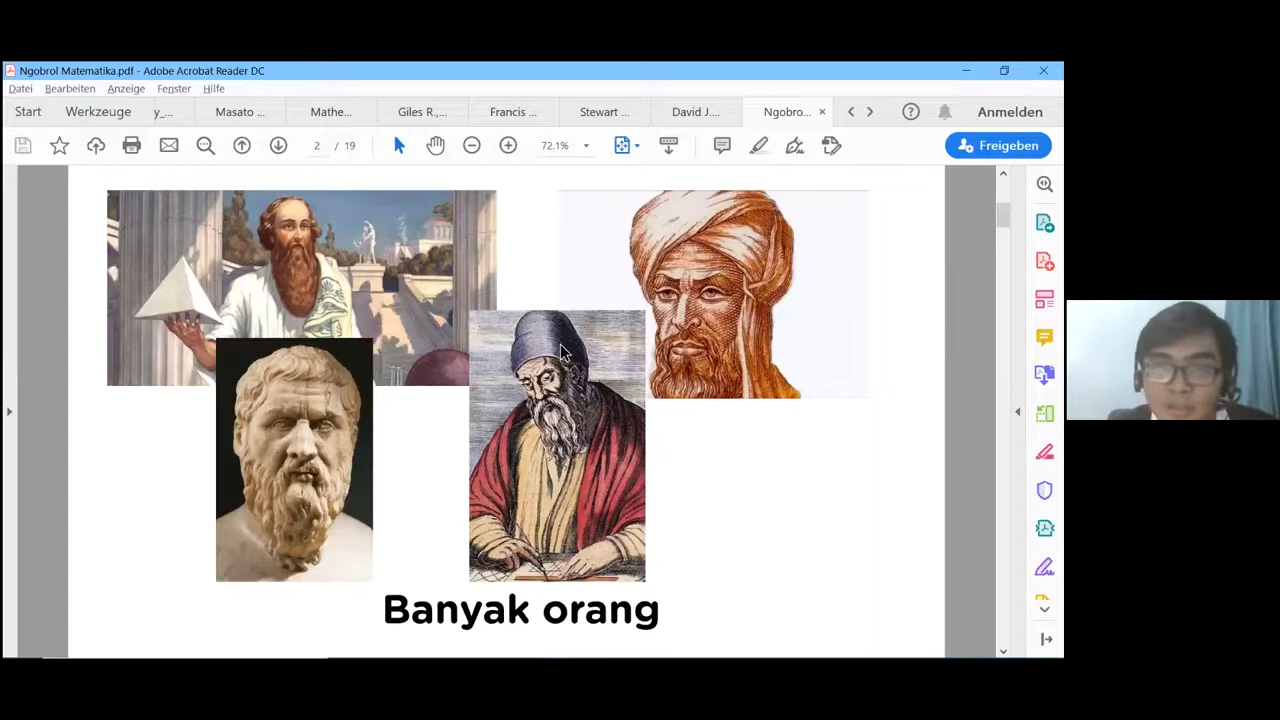 Ngobrol Matematika.pdf - Adobe Acrobat Reader DC
Datei Bearbeiten Anzeige Fenster Hilfe
Start Werkzeuge y_... Masato ... Mathe... Giles R.,... Francis ... Stewart ... David J.... Ngobro... Anmelden
2 / 19 72.1% Freigeben
Banyak orang